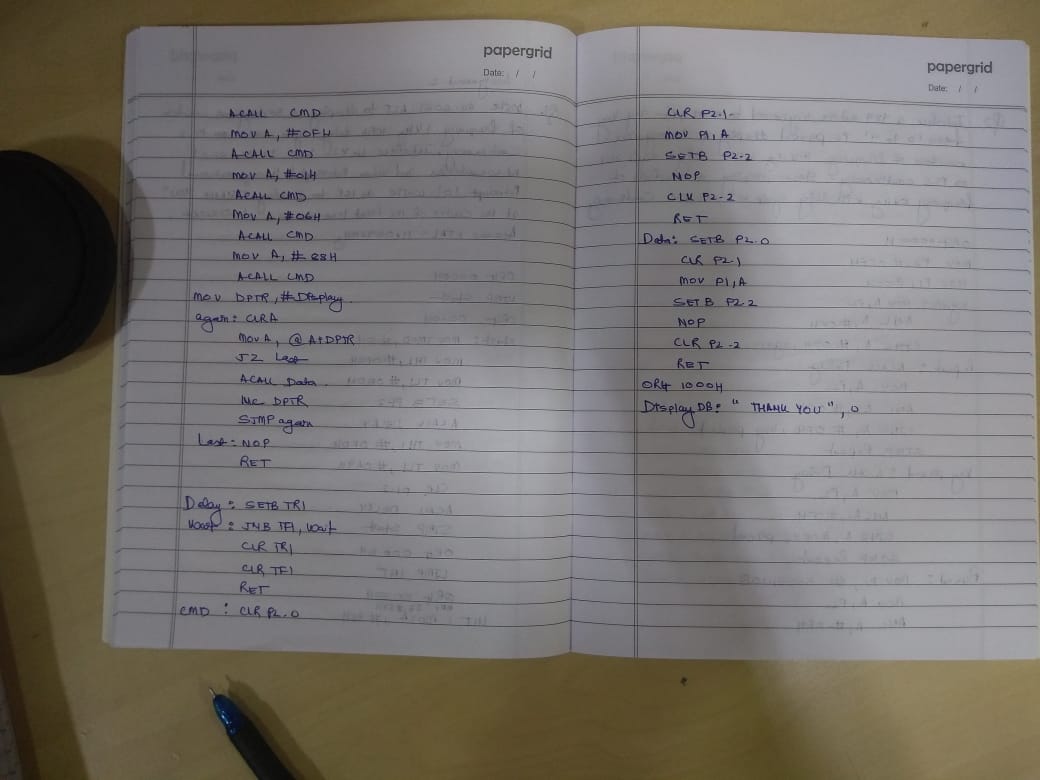 papergrid
Date: / /
ACALL CMD
MOV A, #0FH
ACALL CMD
MOV A, #01H
ACALL CMD
MOV A, #06H
ACALL CMD
MOV A, #88H
ACALL CMD
MOV DPTR, #Display
again: CLRA
MOVA, @A+DPTR
JZ Last
ACALL Data
INC DPTR
SJMP again
Last: NOP
RET
Delay: SETB TR1
Wait: JNB TF1, Wait
CLR TR1
CLR TF1
RET
CMD : CLR P2.0
papergrid
Date: / /
CLR P2.1
MOV P1, A
SETB P2.2
NOP
CLR P2.2
RET
Data: SETB P2.0
CLR P2.1
MOV P1, A
SETB P2.2
NOP
CLR P2.2
RET
ORG 1000H
Display DB: "THANK YOU", 0